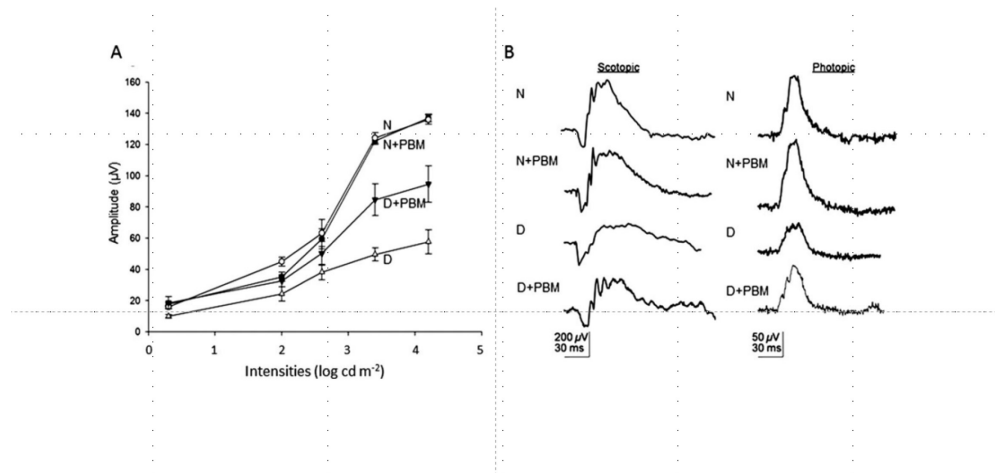 A
Amplitude (µV)
160
140
120
100
80
60
40
20
0
0 1 2 3 4 5
Intensities (log cd m⁻²)
N
N+PBM
D+PBM
D
B
Scotopic
N
N+PBM
D
D+PBM
200 µV
30 ms
Photopic
N
N+PBM
D
D+PBM
50 µV
30 ms